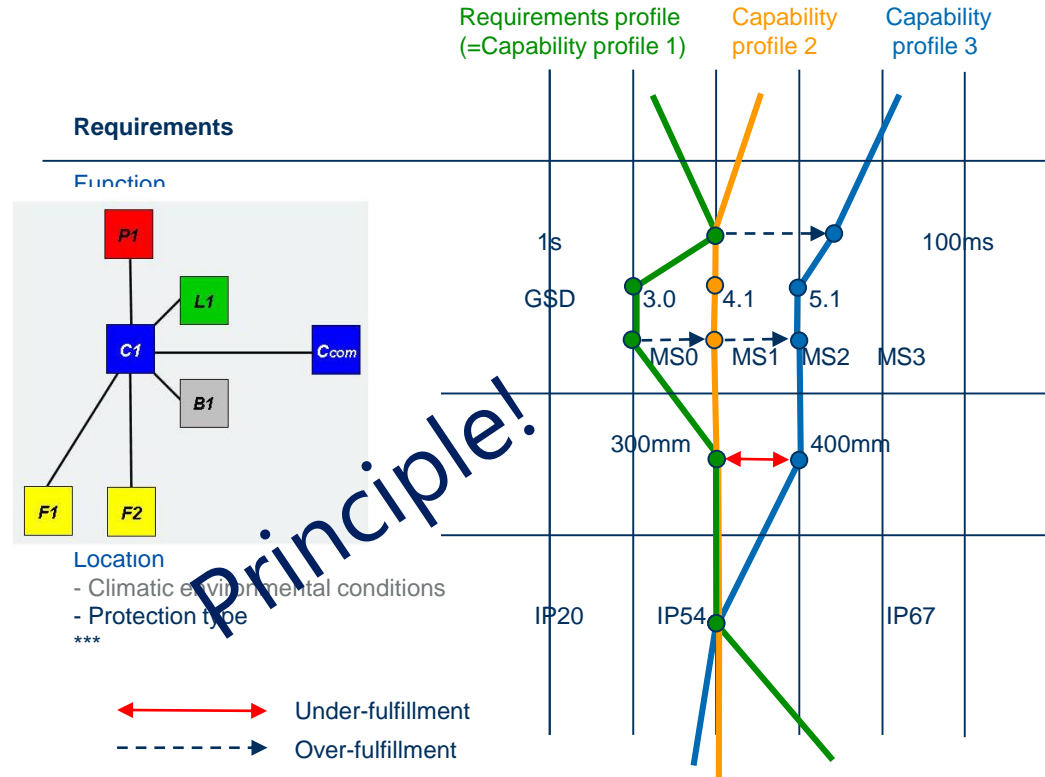 Requirements profile
(=Capability profile 1)
Capability
profile 2
Capability
profile 3
Requirements
Function
P1
L1
C1
Ccom
B1
F1
F2
1s
100ms
GSD
3.0
4.1
5.1
MS0
MS1
MS2
MS3
300mm
400mm
Principle!
Location
- Climatic environmental conditions
- Protection type
***
IP20
IP54
IP67
Under-fulfillment
Over-fulfillment